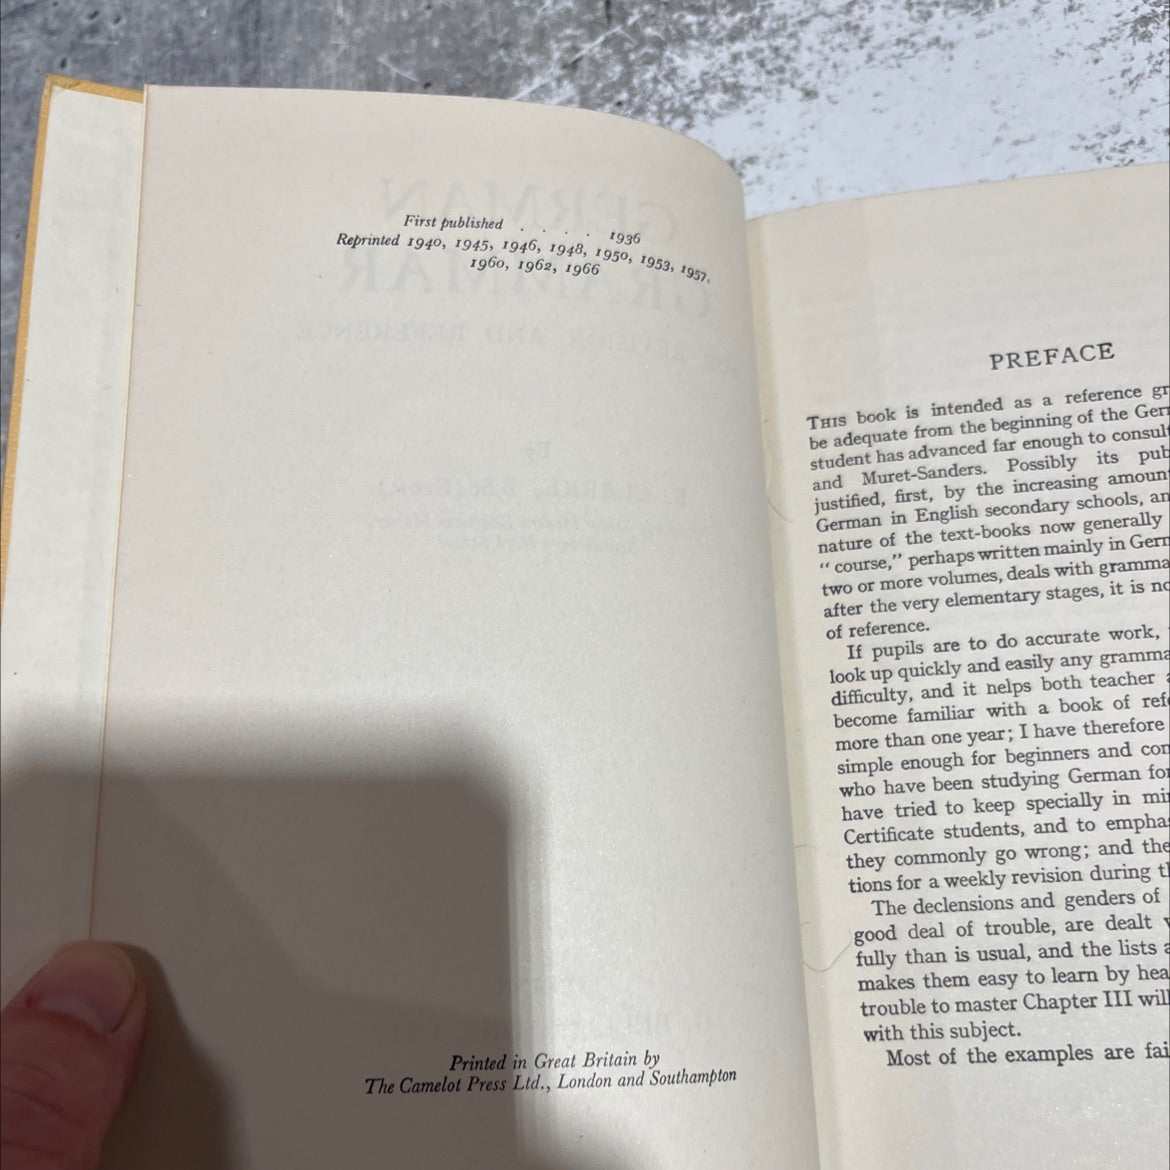 First published . . . . 1936
Reprinted 1940, 1945, 1946, 1948, 1950, 1953, 1957,
1960, 1962, 1966
Printed in Great Britain by
The Camelot Press Ltd., London and Southampton
PREFACE
THIS book is intended as a reference gr
be adequate from the beginning of the Ger
student has advanced far enough to consul
and Muret-Sanders. Possibly its pub
justified, first, by the increasing amoun
German in English secondary schools, an
nature of the text-books now generally
“ course,” perhaps written mainly in Ger
two or more volumes, deals with gramma
after the very elementary stages, it is no
of reference.
If pupils are to do accurate work,
look up quickly and easily any gramma
difficulty, and it helps both teacher a
become familiar with a book of refe
more than one year; I have therefore
simple enough for beginners and con
who have been studying German for
have tried to keep specially in mi
Certificate students, and to empha
they commonly go wrong; and the
tions for a weekly revision during t
The declensions and genders of
good deal of trouble, are dealt
fully than is usual, and the lists a
makes them easy to learn by hea
trouble to master Chapter III will
with this subject.
Most of the examples are fai